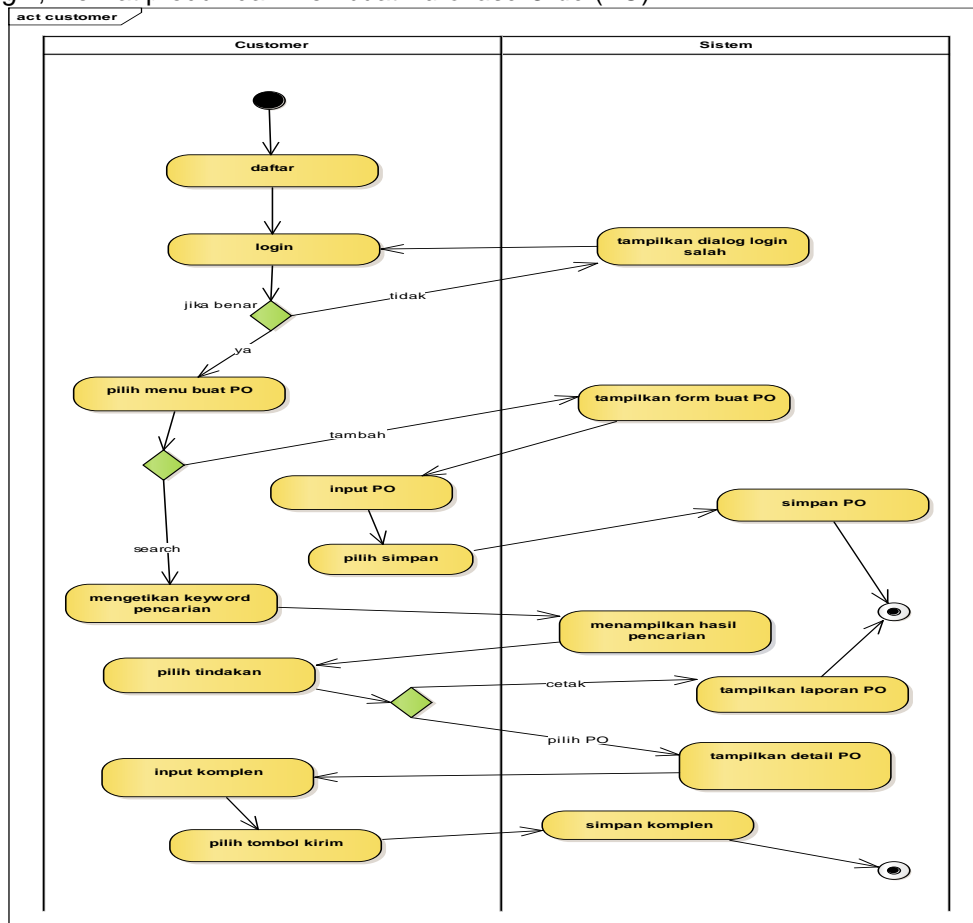 act customer
Customer
Sistem
daftar
login
tampilkan dialog login
salah
jika benar
tidak
ya
pilih menu buat PO
tampilkan form buat PO
tambah
input PO
simpan PO
pilih simpan
search
mengetikan keyword
pencarian
menampilkan hasil
pencarian
pilih tindakan
cetak
tampilkan laporan PO
pilih PO
tampilkan detail PO
input komplen
simpan komplen
pilih tombol kirim